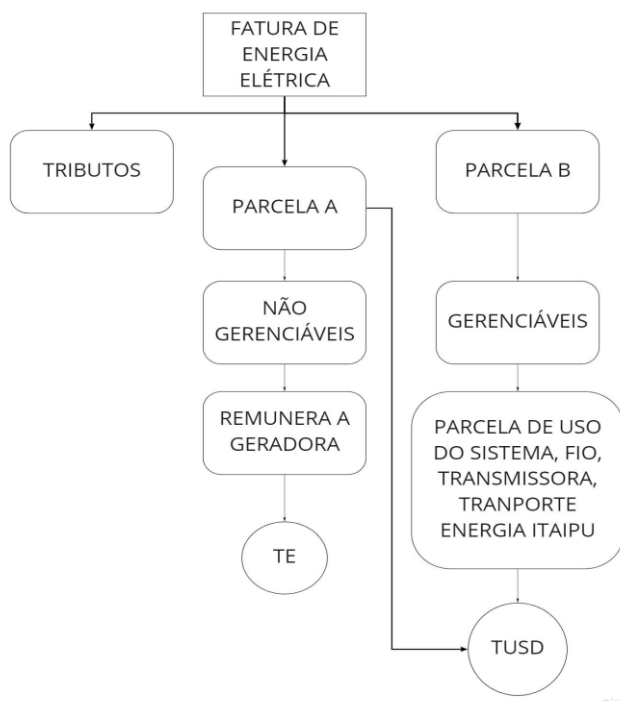 FATURA DE
ENERGIA
ELÉTRICA
TRIBUTOS
PARCELA A
PARCELA B
NÃO
GERENCIÁVEIS
GERENCIÁVEIS
REMUNERA A
GERADORA
PARCELA DE USO
DO SISTEMA, FIO,
TRANSMISSORA,
TRANPORTE
ENERGIA ITAIPU
TE
TUSD